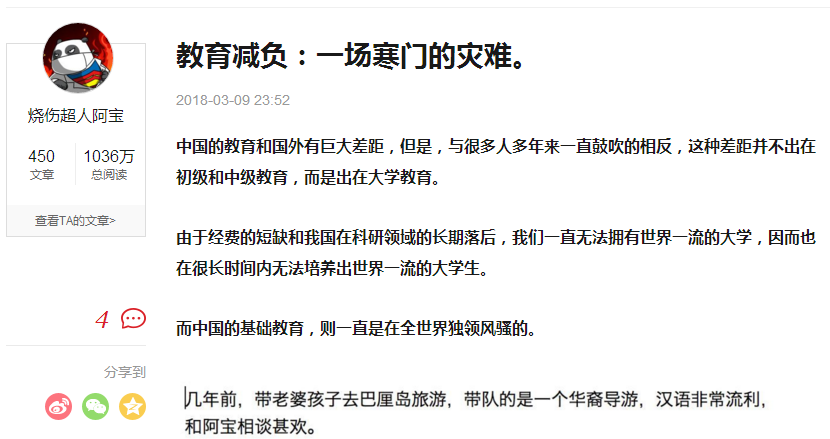 教育减负：一场寒门的灾难。
2018-03-09 23:52
烧伤超人阿宝
450
文章
1036万
总阅读
查看TA的文章>
4
分享到
中国的教育和国外有巨大差距，但是，与很多人多年来一直鼓吹的相反，这种差距并不出在
初级和中级教育，而是出在大学教育。
由于经费的短缺和我国在科研领域的长期落后，我们一直无法拥有世界一流的大学，因而也
在很长时间内无法培养出世界一流的大学生。
而中国的基础教育，则一直是在全世界独领风骚的。
几年前，带老婆孩子去巴厘岛旅游，带队的是一个华裔导游，汉语非常流利，
和阿宝相谈甚欢。